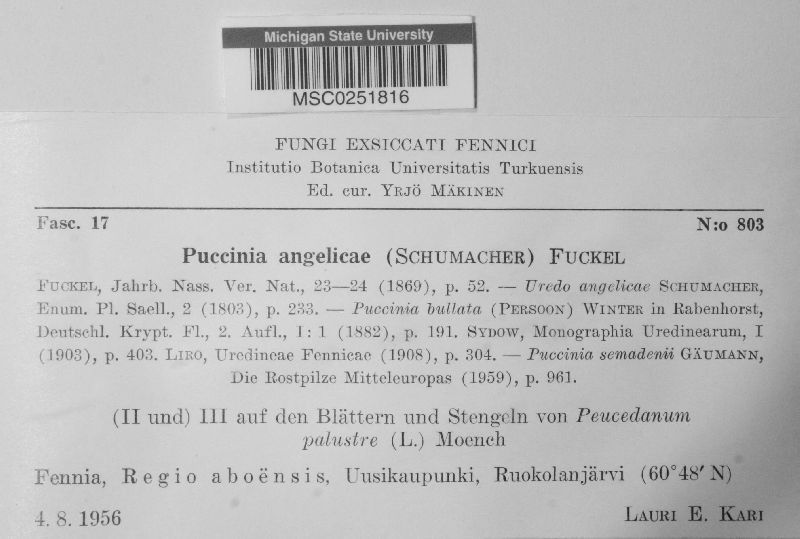 Michigan State University
MSC0251816
FUNGI EXSICCATI FENNICI
Institutio Botanica Universitatis Turkuensis
Ed. cur. YRJÖ MÄKINEN
Fasc. 17 N:o 803
Puccinia angelicae (SCHUMACHER) FUCKEL
FUCKEL, Jahrb. Nass. Ver. Nat., 23—24 (1869), p. 52. — Uredo angelicae SCHUMACHER,
Enum. Pl. Saell., 2 (1803), p. 233. — Puccinia bullata (PERSOON) WINTER in Rabenhorst,
Deutschl. Krypt. Fl., 2. Aufl., I: 1 (1882), p. 191. SYDOW, Monographia Uredinearum, I
(1903), p. 403. LIRO, Uredineae Fennicae (1908), p. 304. — Puccinia semadenii GÄUMANN,
Die Rostpilze Mitteleuropas (1959), p. 961.
(II und) III auf den Blättern und Stengeln von Peucedanum
palustre (L.) Moench
Fennia, Regio aboënsis, Uusikaupunki, Ruokolanjärvi (60°48′ N)
4. 8. 1956 LAURI E. KARI